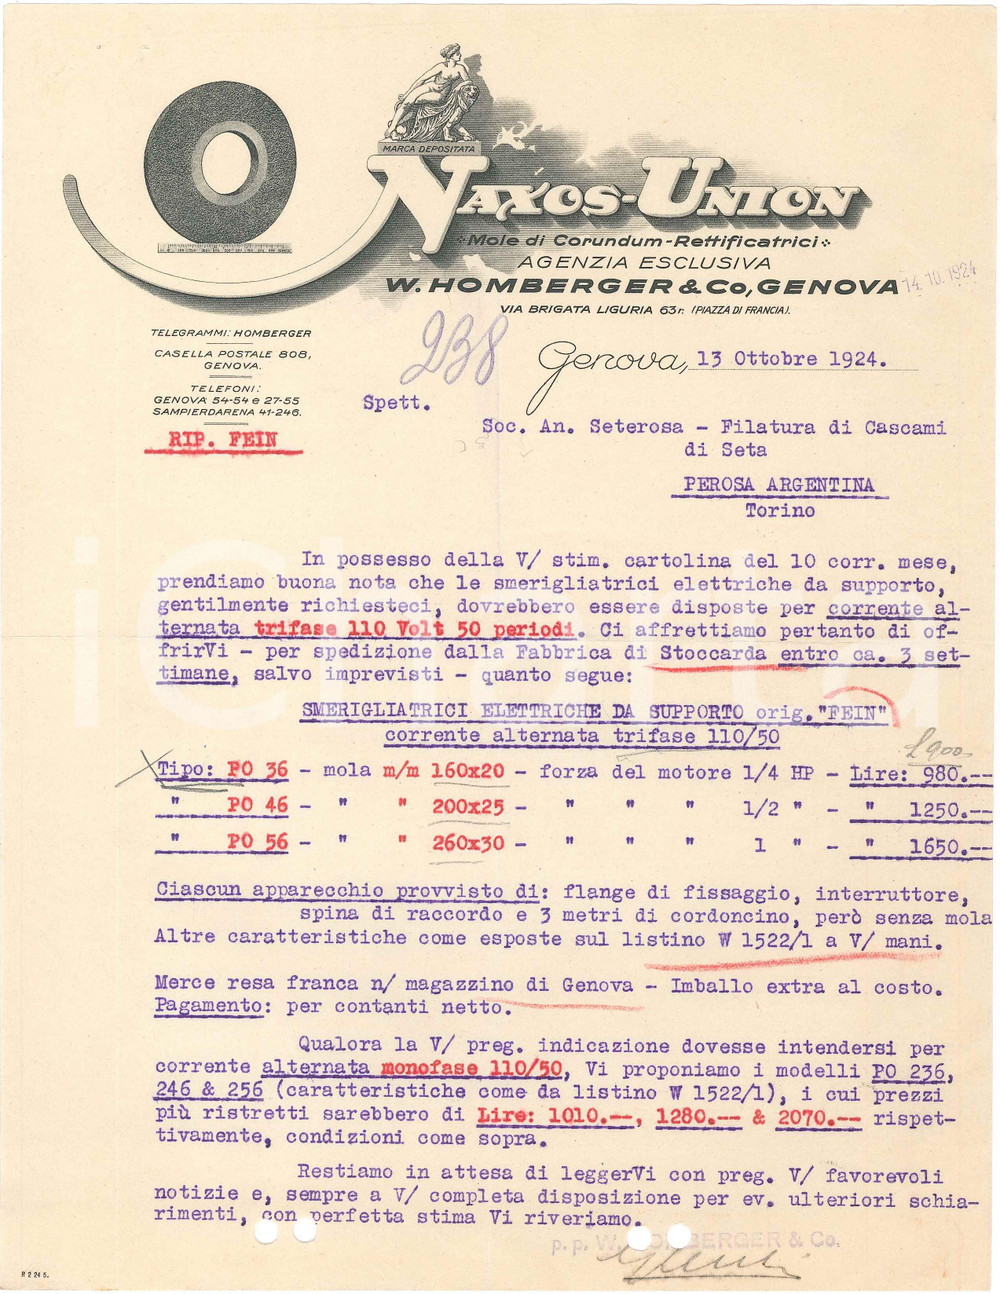 MARCA DEPOSITATA
NAXOS-UNION
Mole di Corundum-Rettificatrici
AGENZIA ESCLUSIVA
W. HOMBERGER & Co, GENOVA
14.10.1924
VIA BRIGATA LIGURIA 63 r. (PIAZZA DI FRANCIA).
TELEGRAMMI: HOMBERGER
CASELLA POSTALE 808,
GENOVA.
TELEFONI:
GENOVA 54-54 e 27-55
SAMPIERDARENA 41-246.
RIP. FEIN
238
Genova, 13 Ottobre 1924.
Spett.
Soc. An. Seterosa - Filatura di Cascami
di Seta
PEROSA ARGENTINA
Torino
In possesso della V/ stim. cartolina del 10 corr. mese,
prendiamo buona nota che le smerigliatrici elettriche da supporto,
gentilmente richiesteci, dovrebbero essere disposte per corrente al-
ternata trifase 110 Volt 50 periodi. Ci affrettiamo pertanto di of-
frirVi - per spedizione dalla Fabbrica di Stoccarda entro ca. 3 set-
timane, salvo imprevisti - quanto segue:
SMERIGLIATRICI ELETTRICHE DA SUPPORTO orig."FEIN"
corrente alternata trifase 110/50
£ 900
Tipo: PO 36 - mola m/m 160x20 - forza del motore 1/4 HP - Lire: 980.--
" PO 46 - " " 200x25 - " " " 1/2 " - " 1250.--
" PO 56 - " " 260x30 - " " " 1 " - " 1650.--
Ciascun apparecchio provvisto di: flange di fissaggio, interruttore,
spina di raccordo e 3 metri di cordoncino, però senza mola
Altre caratteristiche come esposte sul listino W 1522/1 a V/ mani.
Merce resa franca n/ magazzino di Genova - Imballo extra al costo.
Pagamento: per contanti netto.
Qualora la V/ preg. indicazione dovesse intendersi per
corrente alternata monofase 110/50, Vi proponiamo i modelli PO 236,
246 & 256 (caratteristiche come da listino W 1522/1), i cui prezzi
più ristretti sarebbero di Lire: 1010.--, 1280.-- & 2070.-- rispet-
tivamente, condizioni come sopra.
Restiamo in attesa di leggerVi con preg. V/ favorevoli
notizie e, sempre a V/ completa disposizione per ev. ulteriori schia-
rimenti, con perfetta stima Vi riveriamo.
p. p. W. HOMBERGER & Co.
R 2 24 5.
iCharta